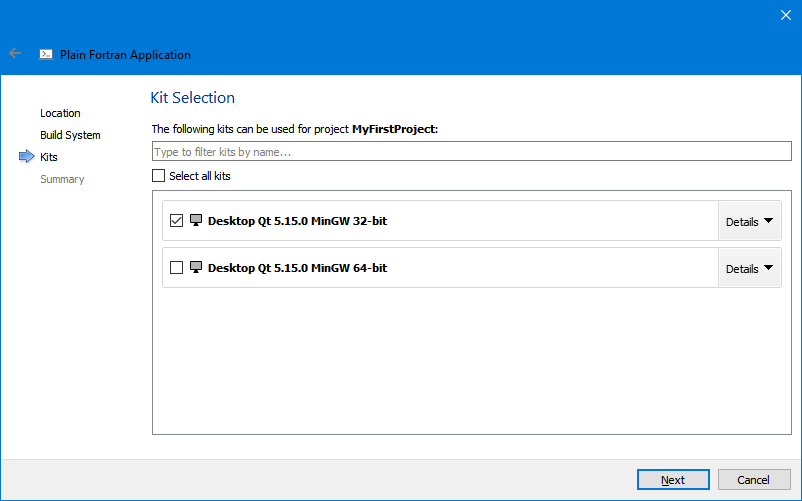 Plain Fortran Application
Location
Build System
Kits
Summary
Kit Selection
The following kits can be used for project MyFirstProject:
Type to filter kits by name...
Select all kits
Desktop Qt 5.15.0 MinGW 32-bit
Details
Desktop Qt 5.15.0 MinGW 64-bit
Details
Next
Cancel